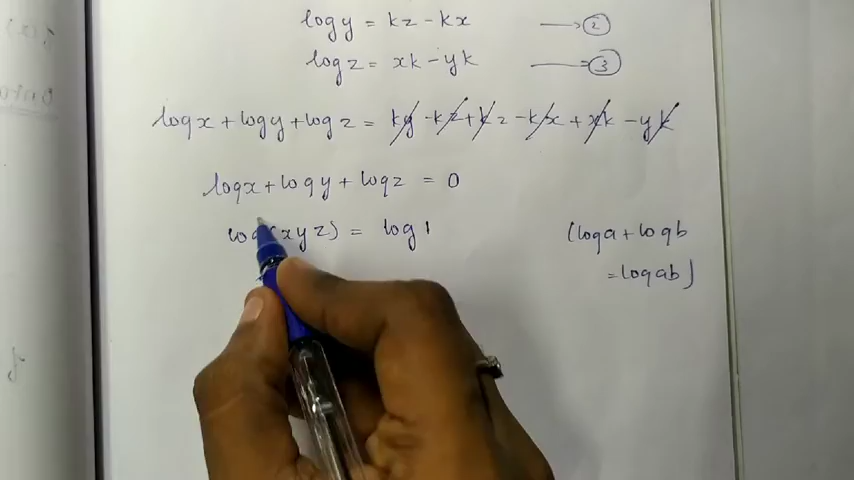 log y = kz - kx → ②
log z = xk - yk → ③
log x + log y + log z = ky - kz + kz - kx + xk - yk
log x + log y + log z = 0
log(xyz) = log 1
(log a + log b
= log ab)